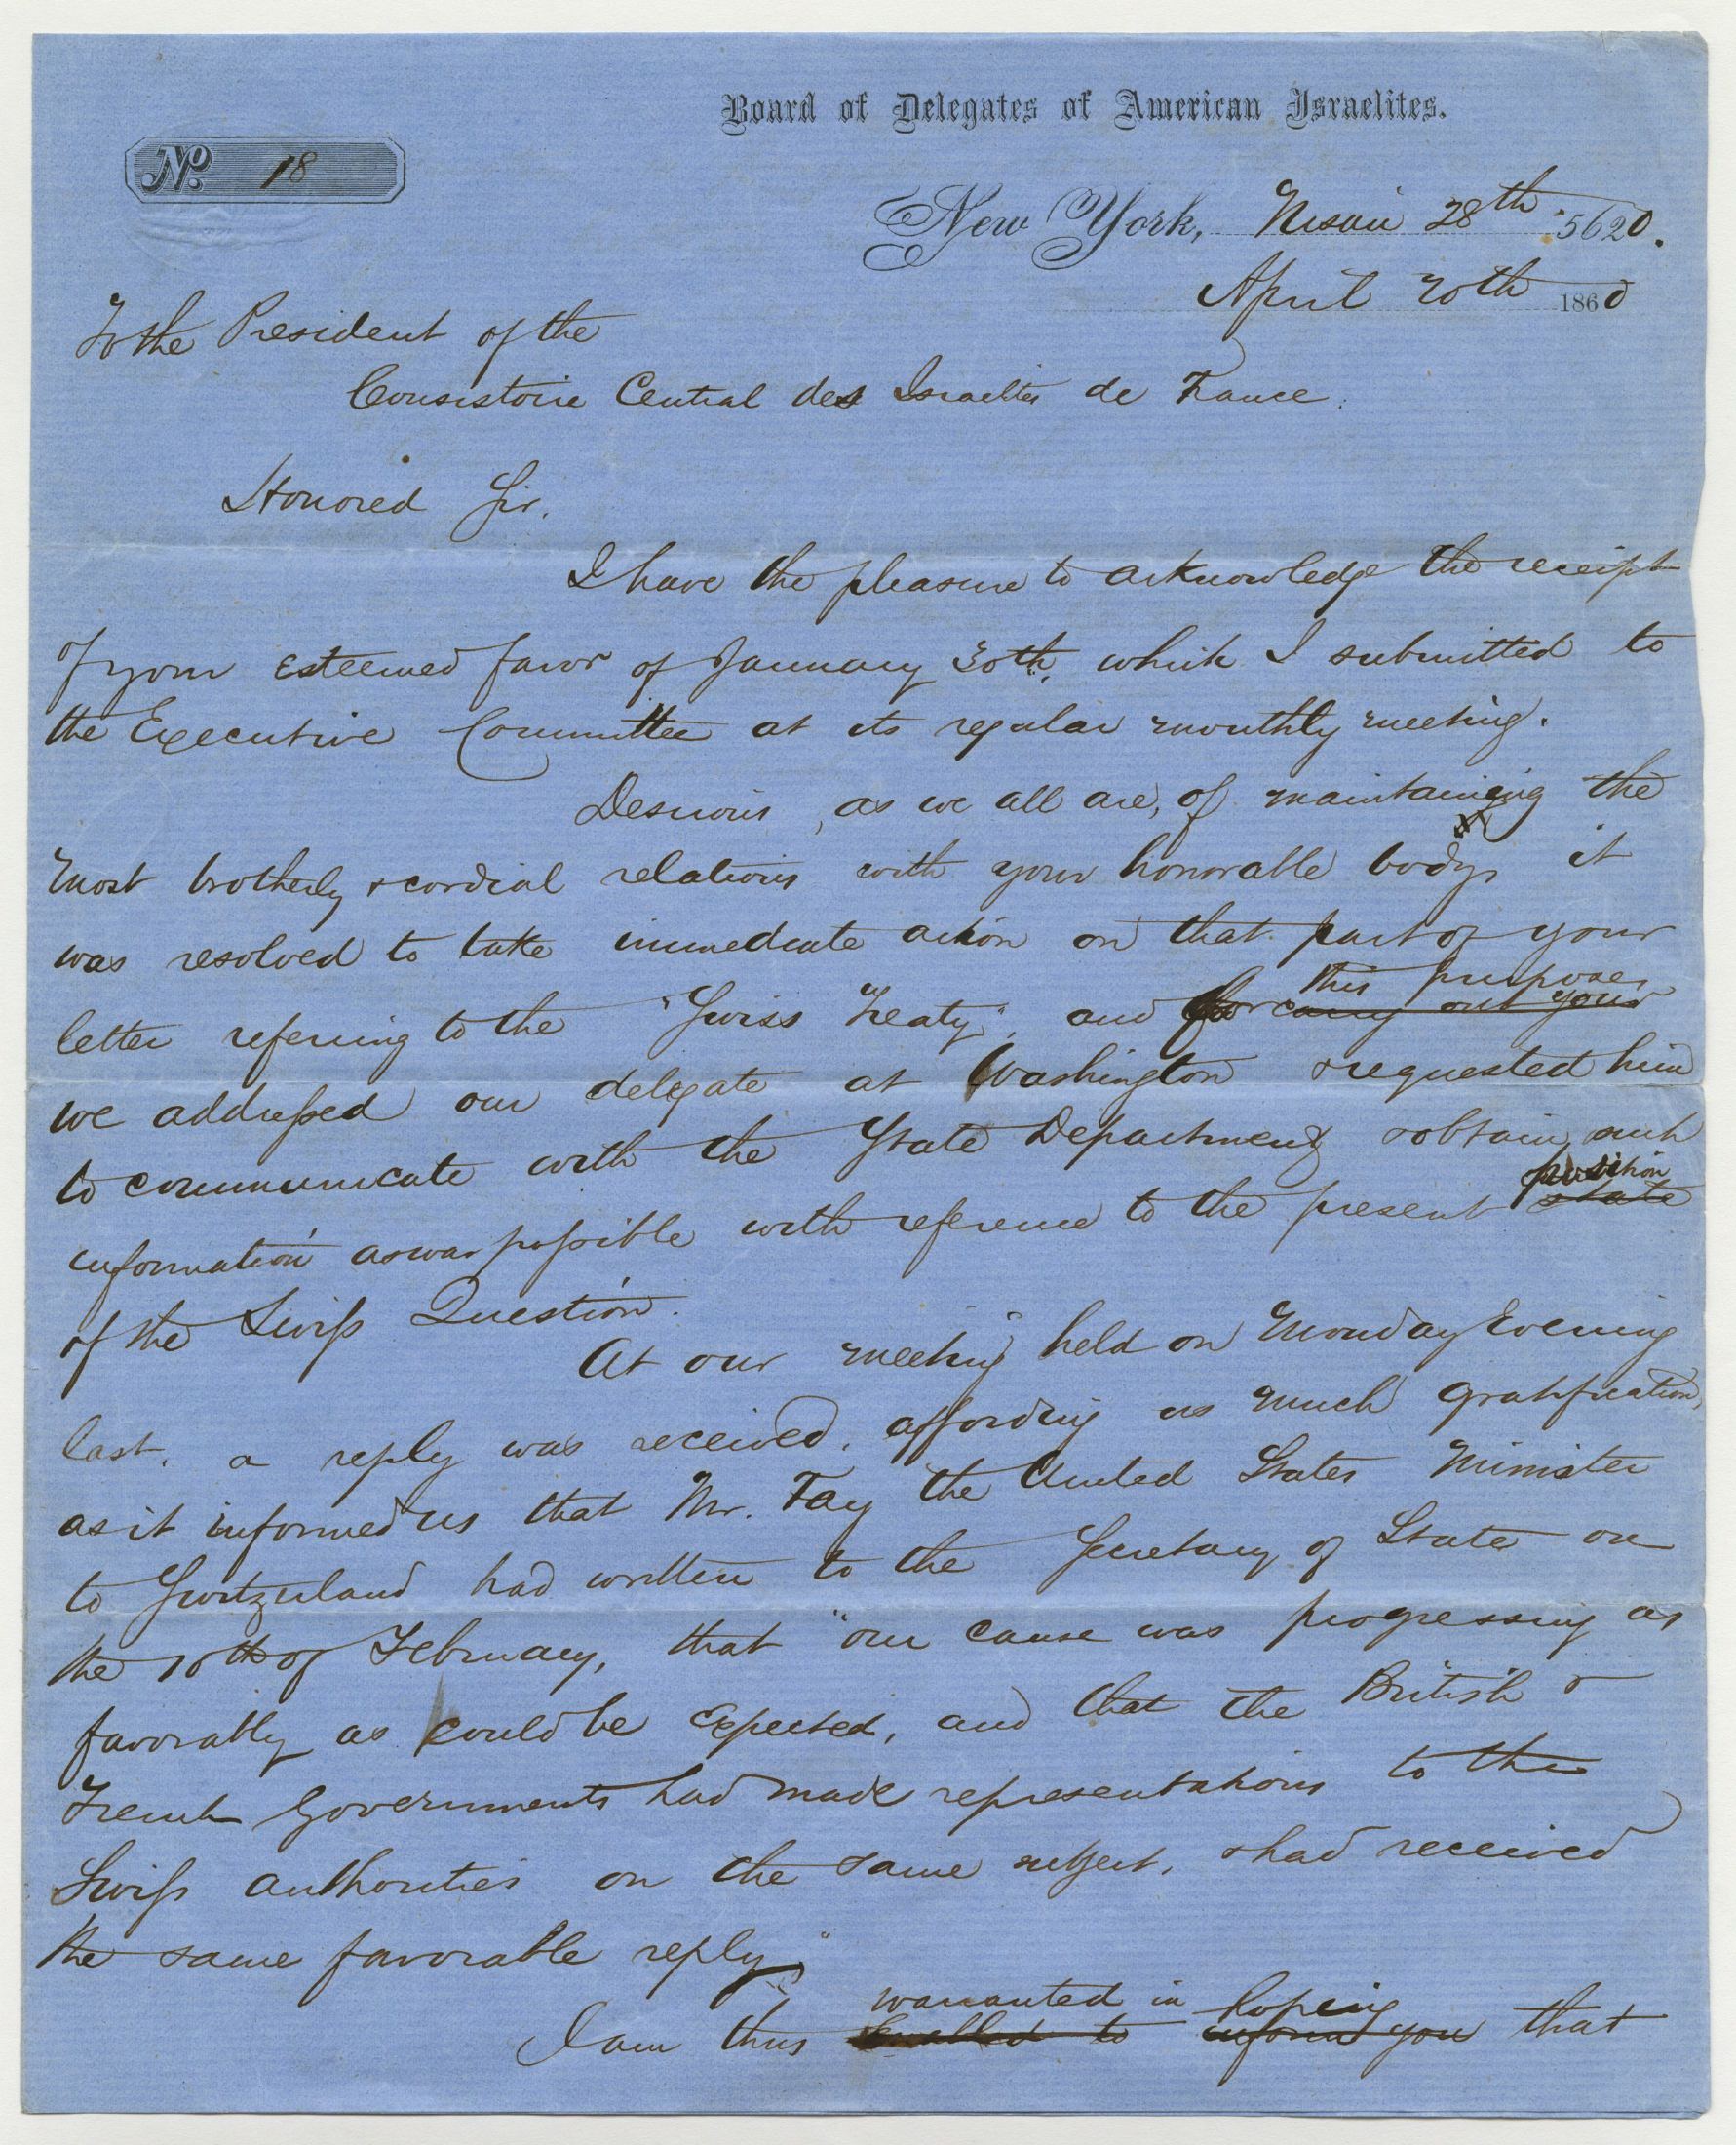 Board of Delegates of American Israelites.
No. 18
New York, Nisan 28th 5620.
April 20th 1860
To the President of the
Consistoire Central des Israelites de France.
Honored Sir.
I have the pleasure to acknowledge the receipt
of your esteemed favor of January 30th, which I submitted to
the Executive Committee at its regular monthly meeting.
Desirous, as we all are, of maintaining the
most brotherly & cordial relations with your honorable body, it
was resolved to take immediate action on that part of your
this purpose,
letter referring to the "Swiss Treaty", and for carry out your
we addressed our delegate at Washington & requested him
to communicate with the State Department & obtain such
position
information as was possible with reference to the present state
of the Swiss Question.
At our meeting held on Monday Evening
last, a reply was received, affording us much gratification,
as it informed us that Mr. Fay the United States Minister
to Switzerland had written to the Secretary of State on
the 10th of February, that "our cause was progressing as
favorably as could be expected, and that the British &
French Governments had made representations to the
Swiss authorities on the same subject, & had received
the same favorable reply"
warranted in hoping
I am thus enabled to inform you that